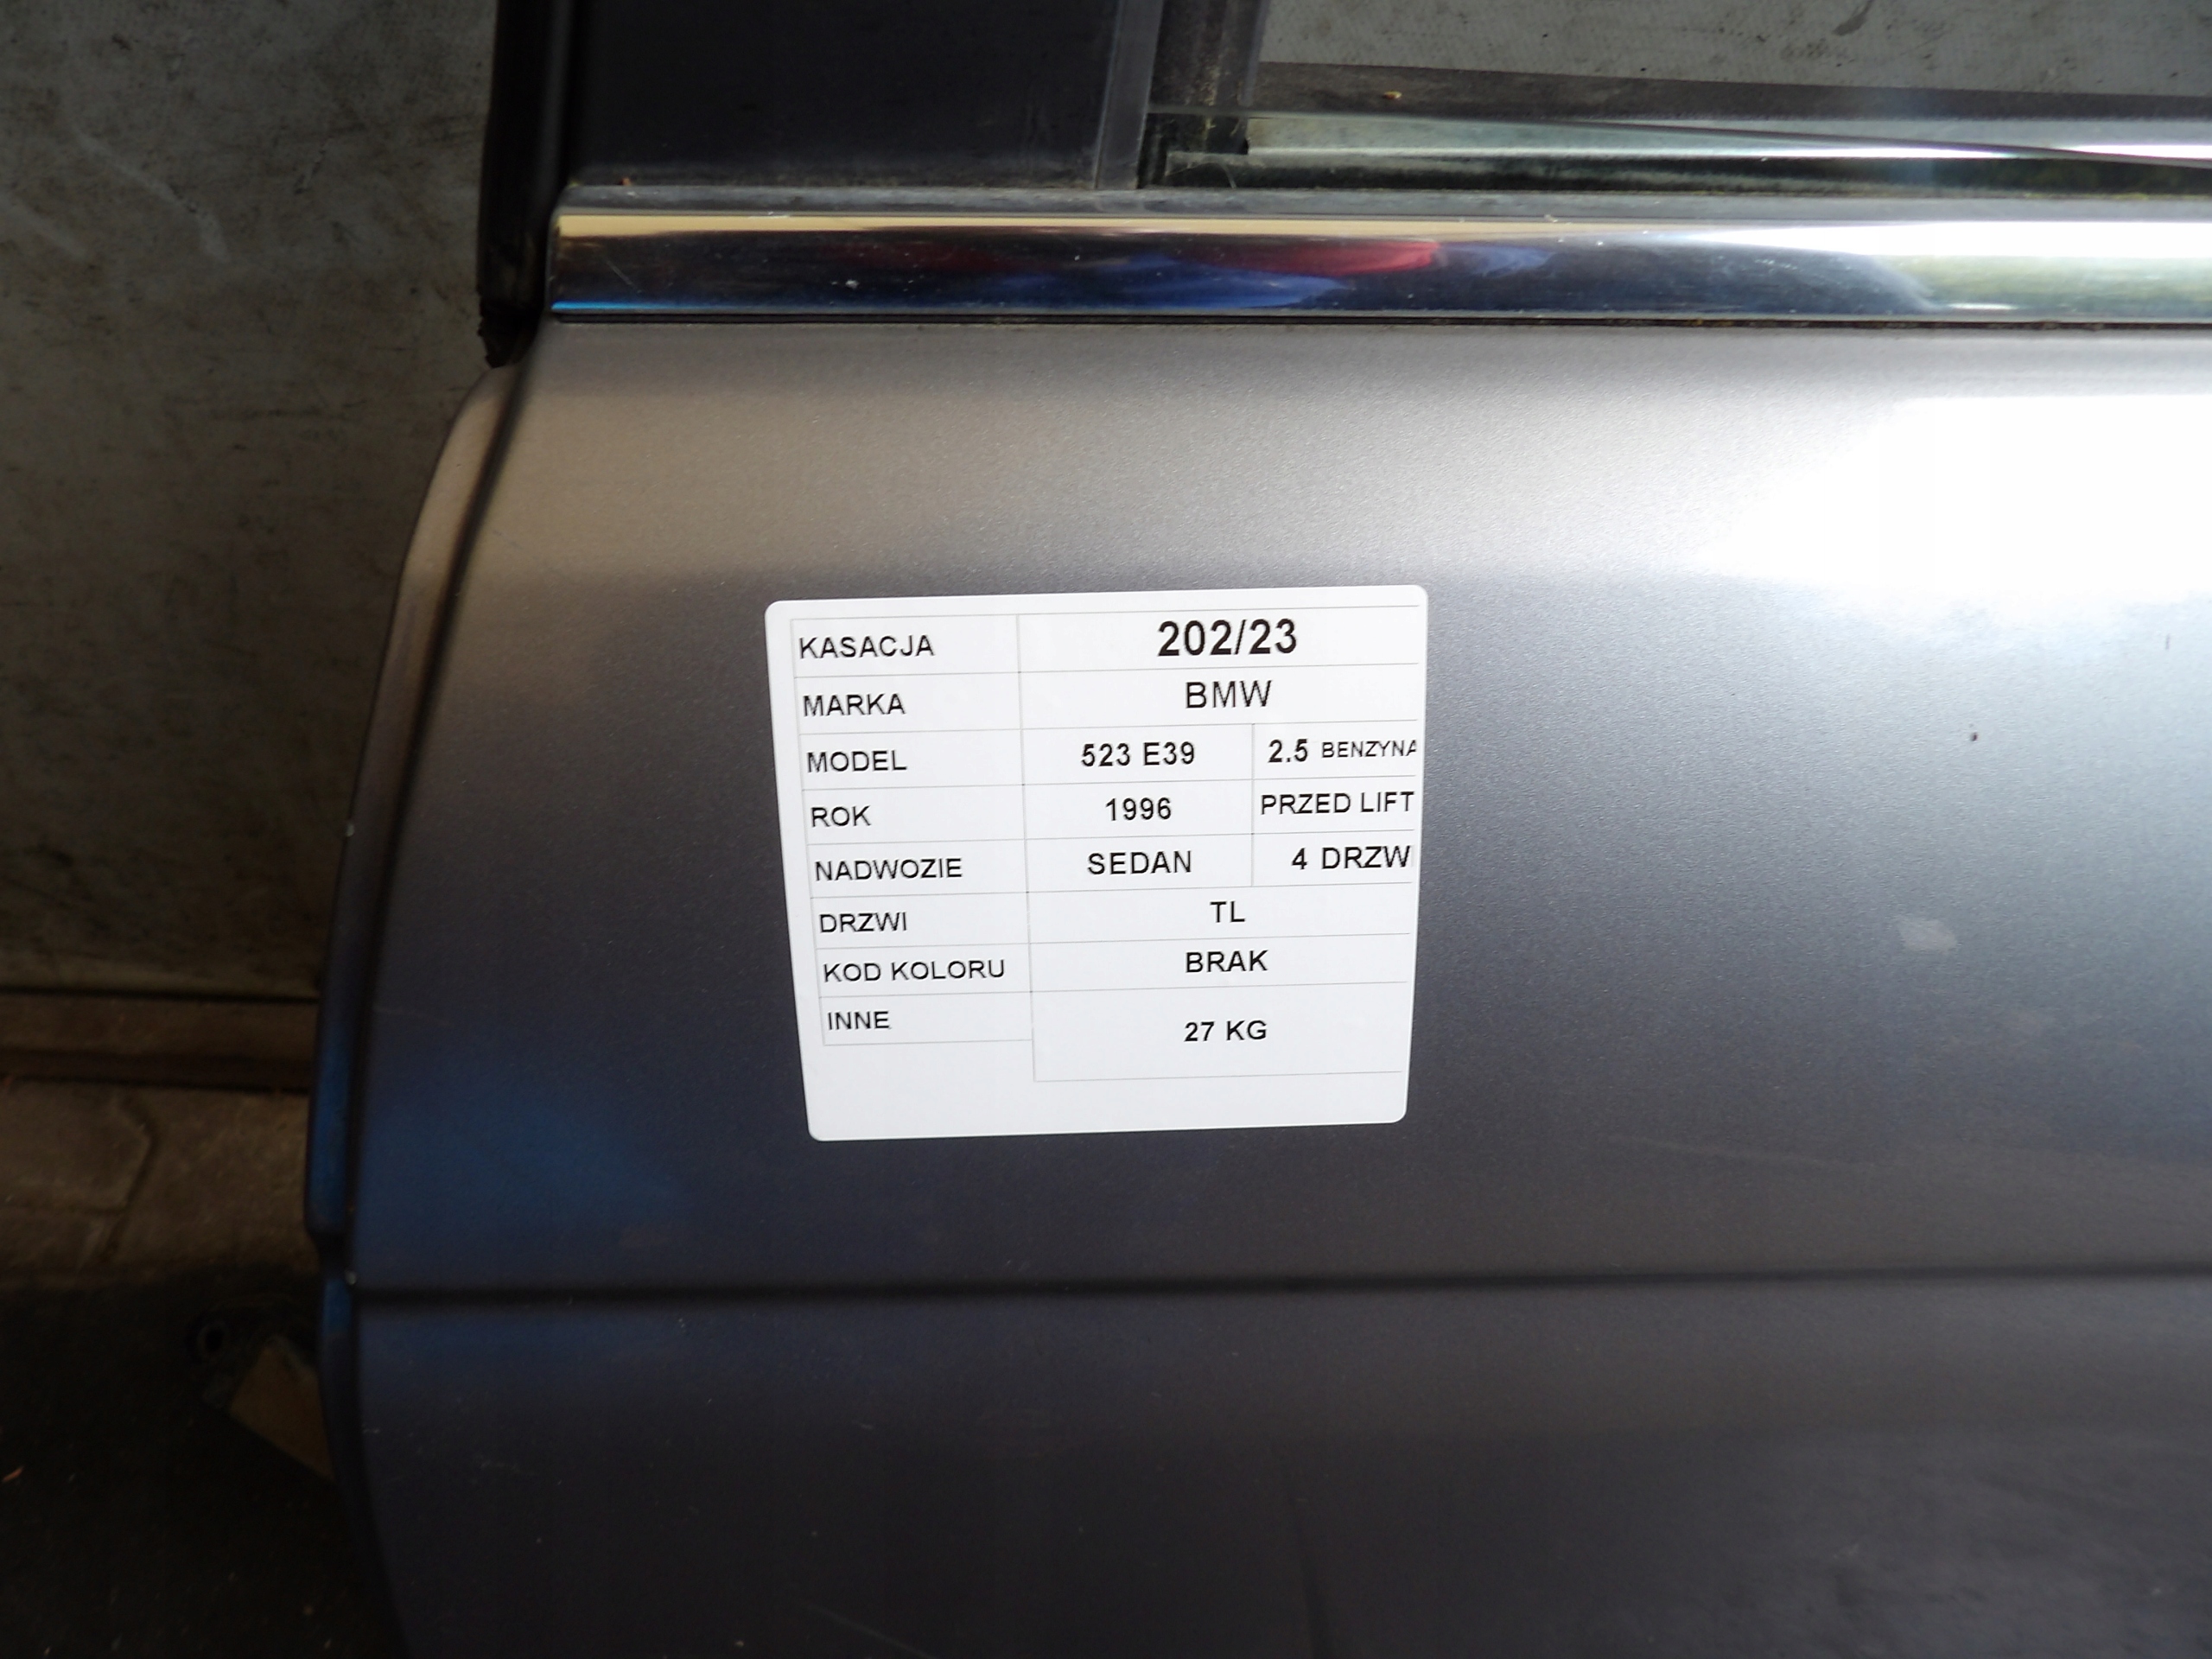 KASACJA 202/23
MARKA BMW
MODEL 523 E39 2.5 BENZYNA
ROK 1996 PRZED LIFT
NADWOZIE SEDAN 4 DRZW
DRZWI TL
KOD KOLORU BRAK
INNE 27 KG